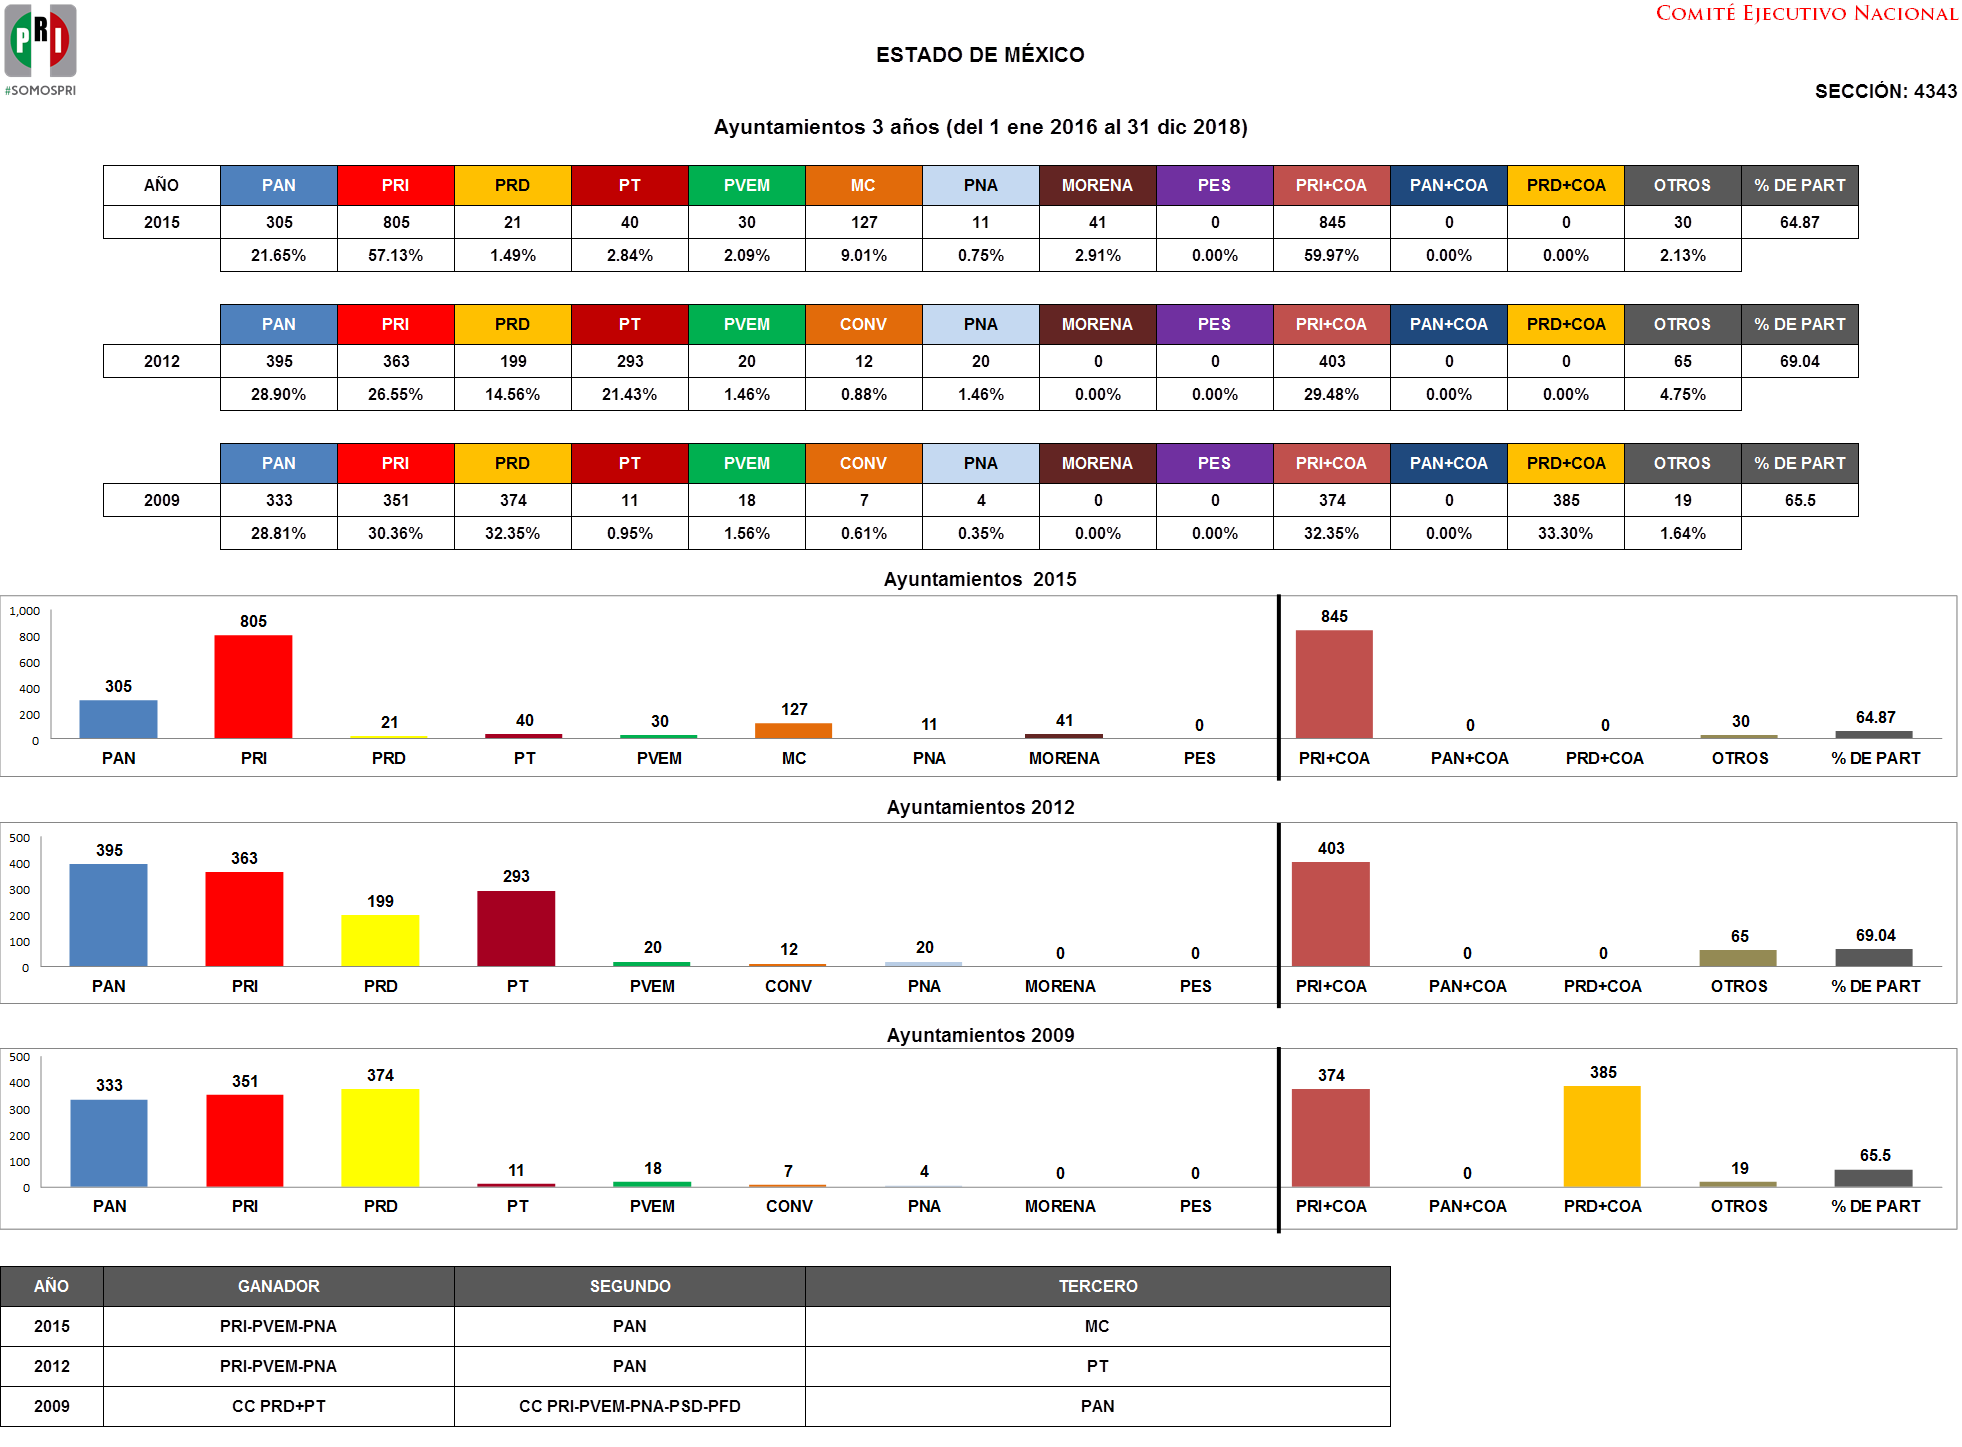 PRI
#SOMOSPRI
COMITÉ EJECUTIVO NACIONAL
ESTADO DE MÉXICO
SECCIÓN: 4343
Ayuntamientos 3 años (del 1 ene 2016 al 31 dic 2018)
AÑO PAN PRI PRD PT PVEM MC PNA MORENA PES PRI+COA PAN+COA PRD+COA OTROS % DE PART
2015 305 805 21 40 30 127 11 41 0 845 0 0 30 64.87
21.65% 57.13% 1.49% 2.84% 2.09% 9.01% 0.75% 2.91% 0.00% 59.97% 0.00% 0.00% 2.13%
PAN PRI PRD PT PVEM CONV PNA MORENA PES PRI+COA PAN+COA PRD+COA OTROS % DE PART
2012 395 363 199 293 20 12 20 0 0 403 0 0 65 69.04
28.90% 26.55% 14.56% 21.43% 1.46% 0.88% 1.46% 0.00% 0.00% 29.48% 0.00% 0.00% 4.75%
PAN PRI PRD PT PVEM CONV PNA MORENA PES PRI+COA PAN+COA PRD+COA OTROS % DE PART
2009 333 351 374 11 18 7 4 0 0 374 0 385 19 65.5
28.81% 30.36% 32.35% 0.95% 1.56% 0.61% 0.35% 0.00% 0.00% 32.35% 0.00% 33.30% 1.64%
Ayuntamientos 2015
1,000
800
600
400
200
0
305 805 21 40 30 127 11 41 0 845 0 0 30 64.87
PAN PRI PRD PT PVEM MC PNA MORENA PES PRI+COA PAN+COA PRD+COA OTROS % DE PART
Ayuntamientos 2012
500
400
300
200
100
0
395 363 199 293 20 12 20 0 0 403 0 0 65 69.04
PAN PRI PRD PT PVEM CONV PNA MORENA PES PRI+COA PAN+COA PRD+COA OTROS % DE PART
Ayuntamientos 2009
500
400
300
200
100
0
333 351 374 11 18 7 4 0 0 374 0 385 19 65.5
PAN PRI PRD PT PVEM CONV PNA MORENA PES PRI+COA PAN+COA PRD+COA OTROS % DE PART
AÑO GANADOR SEGUNDO TERCERO
2015 PRI-PVEM-PNA PAN MC
2012 PRI-PVEM-PNA PAN PT
2009 CC PRD+PT CC PRI-PVEM-PNA-PSD-PFD PAN